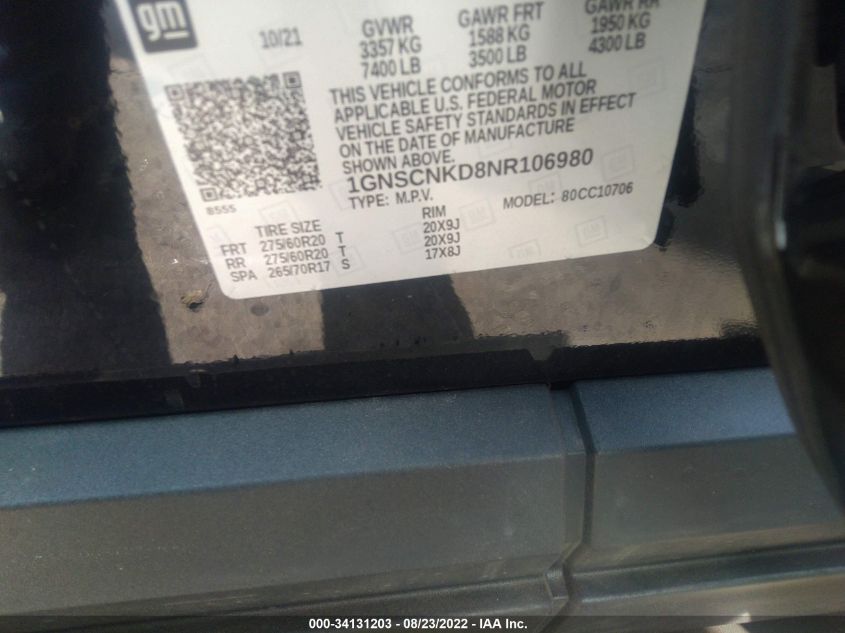 gm
10/21
GVWR
3357 KG
7400 LB
GAWR FRT
1588 KG
3500 LB
GAWR RR
1950 KG
4300 LB
THIS VEHICLE CONFORMS TO ALL
APPLICABLE U.S. FEDERAL MOTOR
VEHICLE SAFETY STANDARDS IN EFFECT
ON THE DATE OF MANUFACTURE
SHOWN ABOVE.
1GNSCNKD8NR106980
TYPE: M.P.V. MODEL: 80CC10706
8555
TIRE SIZE RIM
FRT 275/60R20 T 20X9J
RR 275/60R20 T 20X9J
SPA 265/70R17 S 17X8J
000-34131203 - 08/23/2022 - IAA Inc.